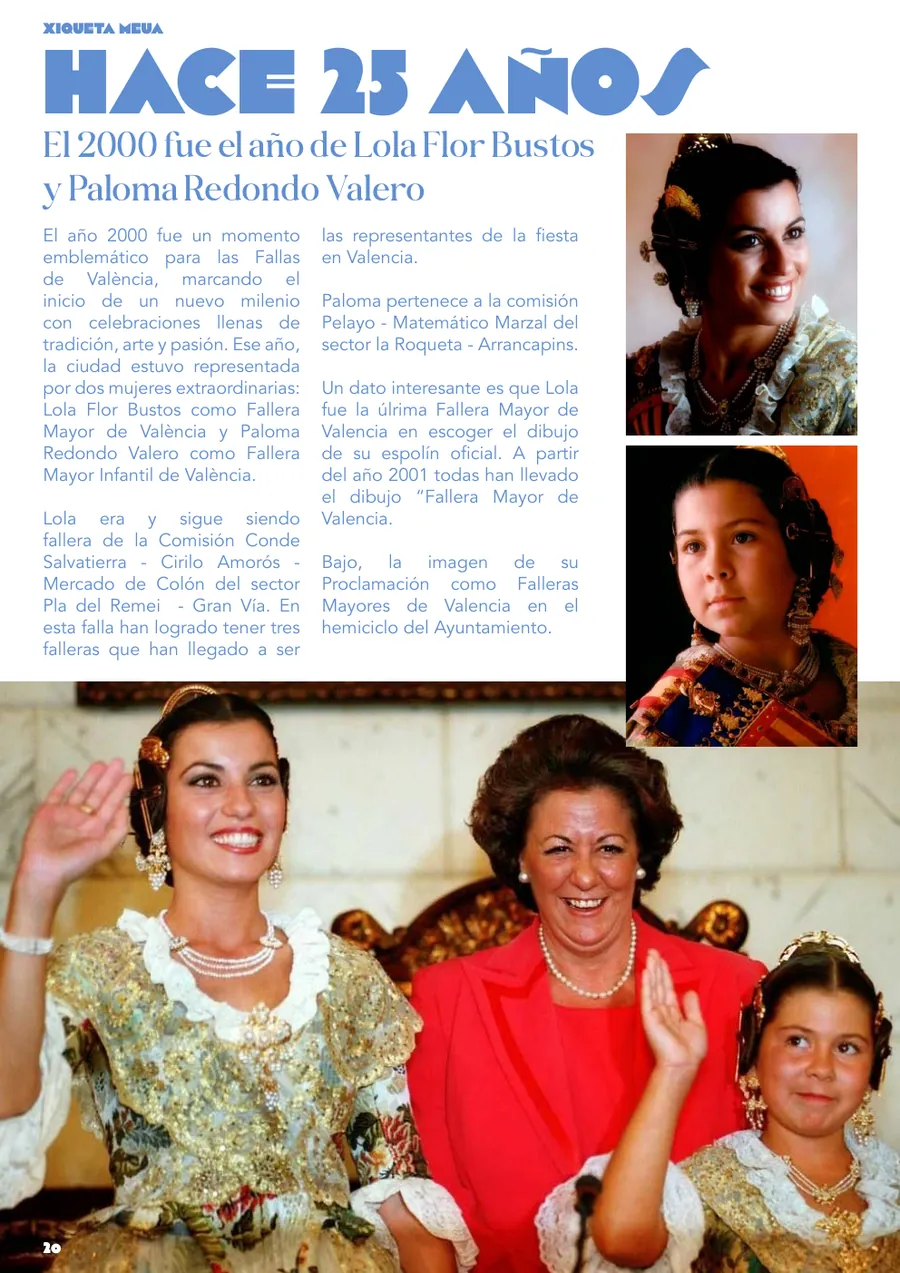 XIQUETA MEUA
HACE 25 AÑOS
El 2000 fue el año de Lola Flor Bustos
y Paloma Redondo Valero
El año 2000 fue un momento
emblemático para las Fallas
de València, marcando el
inicio de un nuevo milenio
con celebraciones llenas de
tradición, arte y pasión. Ese año,
la ciudad estuvo representada
por dos mujeres extraordinarias:
Lola Flor Bustos como Fallera
Mayor de València y Paloma
Redondo Valero como Fallera
Mayor Infantil de València.
Lola era y sigue siendo
fallera de la Comisión Conde
Salvatierra - Cirilo Amorós -
Mercado de Colón del sector
Pla del Remei - Gran Vía. En
esta falla han logrado tener tres
falleras que han llegado a ser
las representantes de la fiesta
en Valencia.
Paloma pertenece a la comisión
Pelayo - Matemático Marzal del
sector la Roqueta - Arrancapins.
Un dato interesante es que Lola
fue la úlrima Fallera Mayor de
Valencia en escoger el dibujo
de su espolín oficial. A partir
del año 2001 todas han llevado
el dibujo “Fallera Mayor de
Valencia.
Bajo, la imagen de su
Proclamación como Falleras
Mayores de Valencia en el
hemiciclo del Ayuntamiento.
20